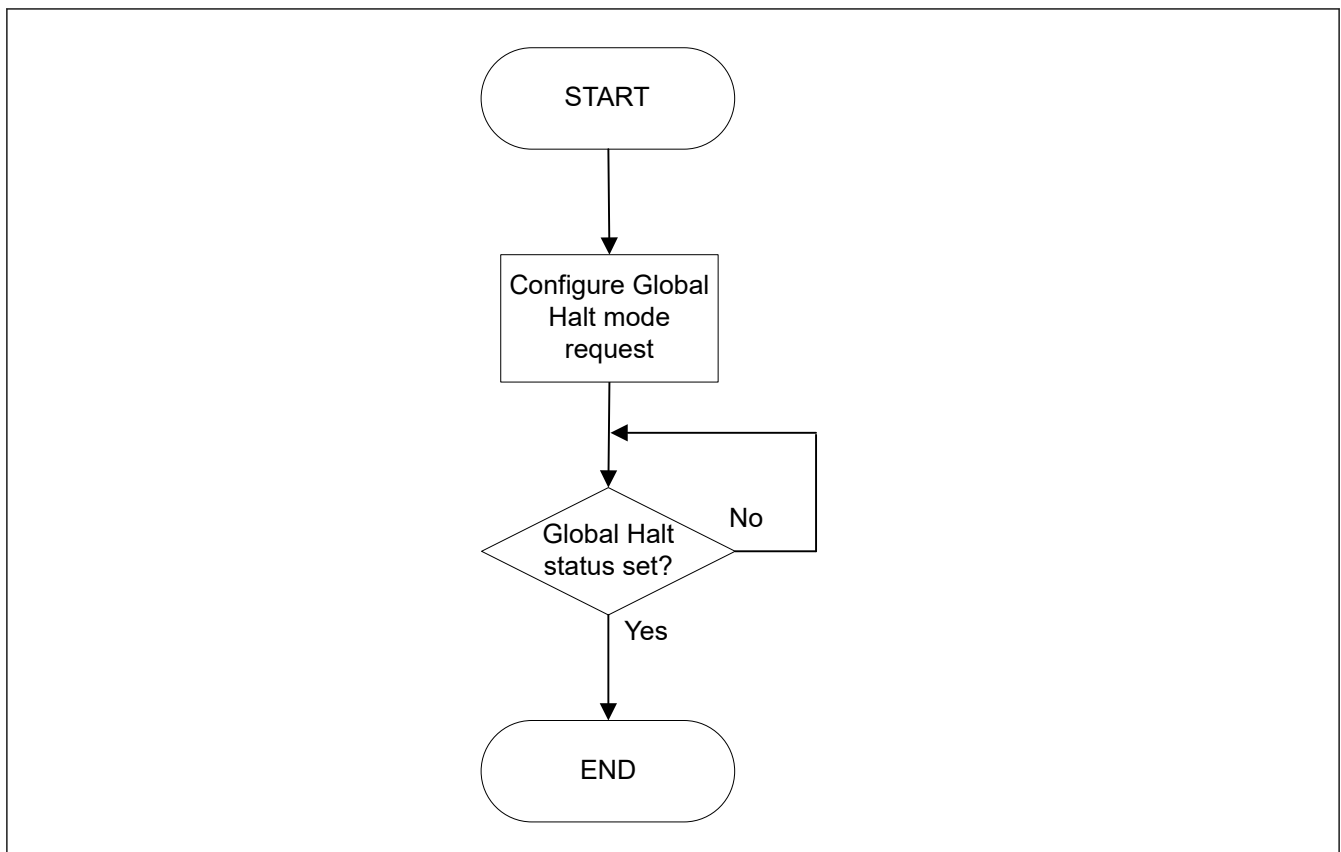 START
Configure Global
Halt mode
request
Global Halt
status set?
No
Yes
END